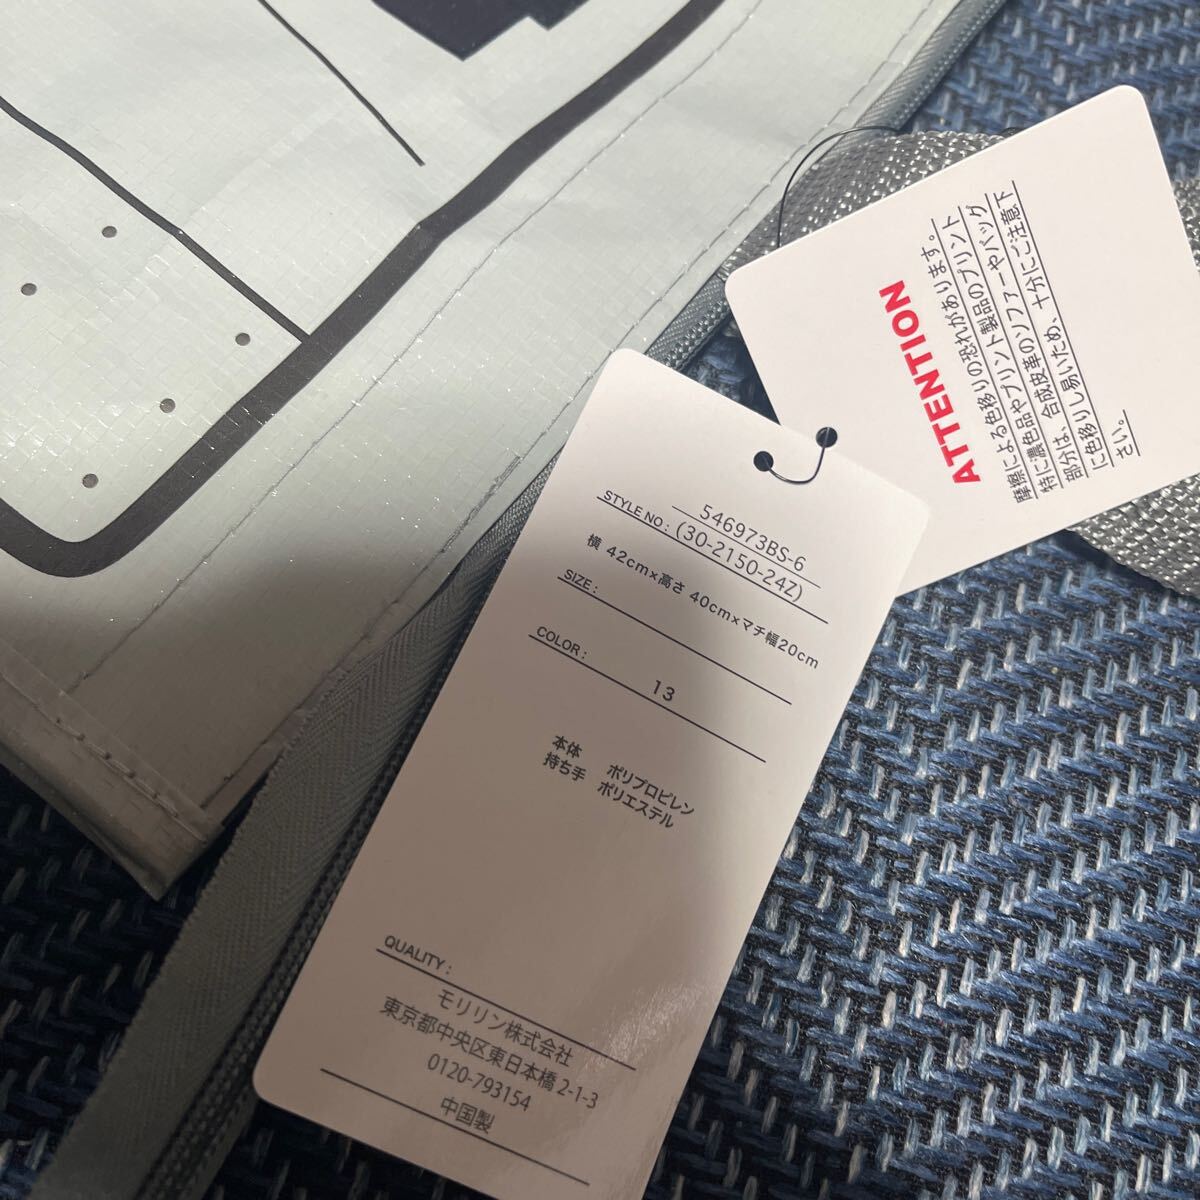 ATTENTION
摩擦による色移りの恐れがあります。
特に濃色品やプリント製品のプリント
部分は、合成皮革のソファーやバッグ
に色移りし易いため、十分にご注意下
さい。
546973BS-6
STYLE NO : (30-2150-24Z)
横 42cm×高さ 40cm×マチ幅20cm
SIZE :
COLOR :
13
本体 ポリプロピレン
持ち手 ポリエステル
QUALITY :
モリリン株式会社
東京都中央区東日本橋 2-1-3
0120-793154
中国製